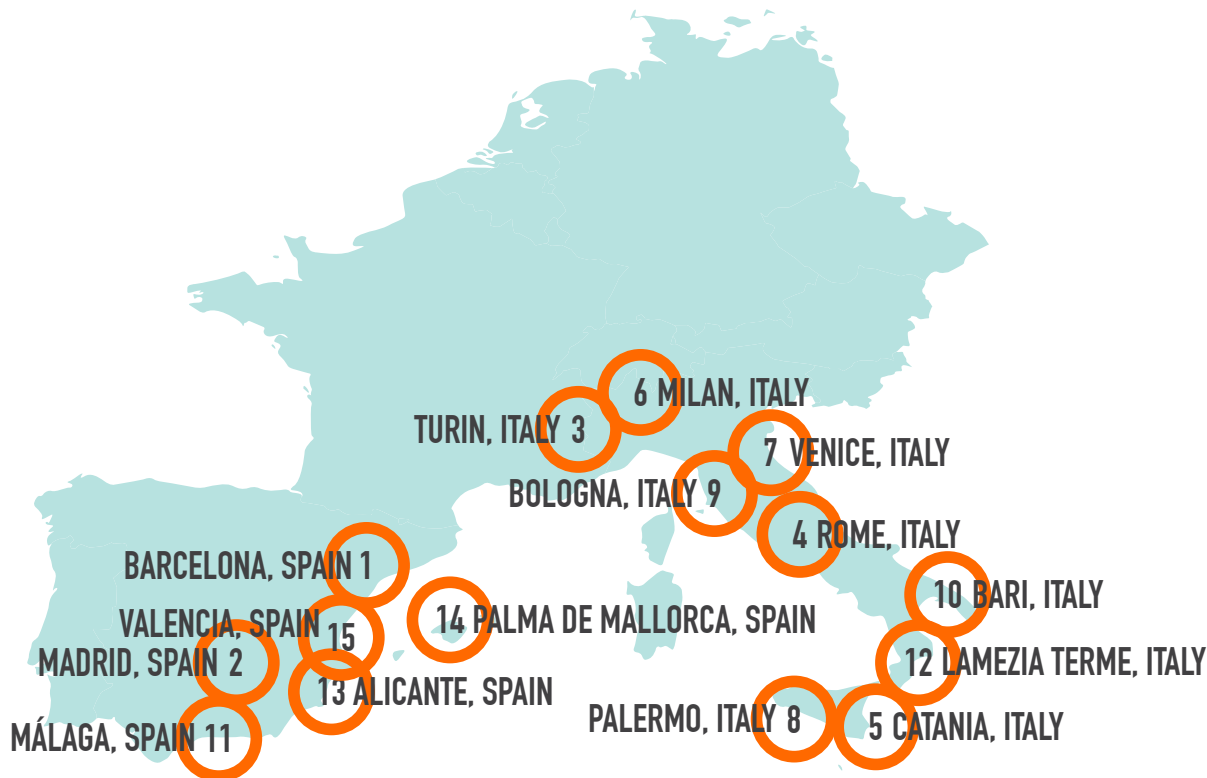 6 MILAN, ITALY
TURIN, ITALY 3
7 VENICE, ITALY
BOLOGNA, ITALY 9
4 ROME, ITALY
BARCELONA, SPAIN 1
10 BARI, ITALY
14 PALMA DE MALLORCA, SPAIN
VALENCIA, SPAIN 15
MADRID, SPAIN 2
12 LAMEZIA TERME, ITALY
13 ALICANTE, SPAIN
PALERMO, ITALY 8
5 CATANIA, ITALY
MÁLAGA, SPAIN 11